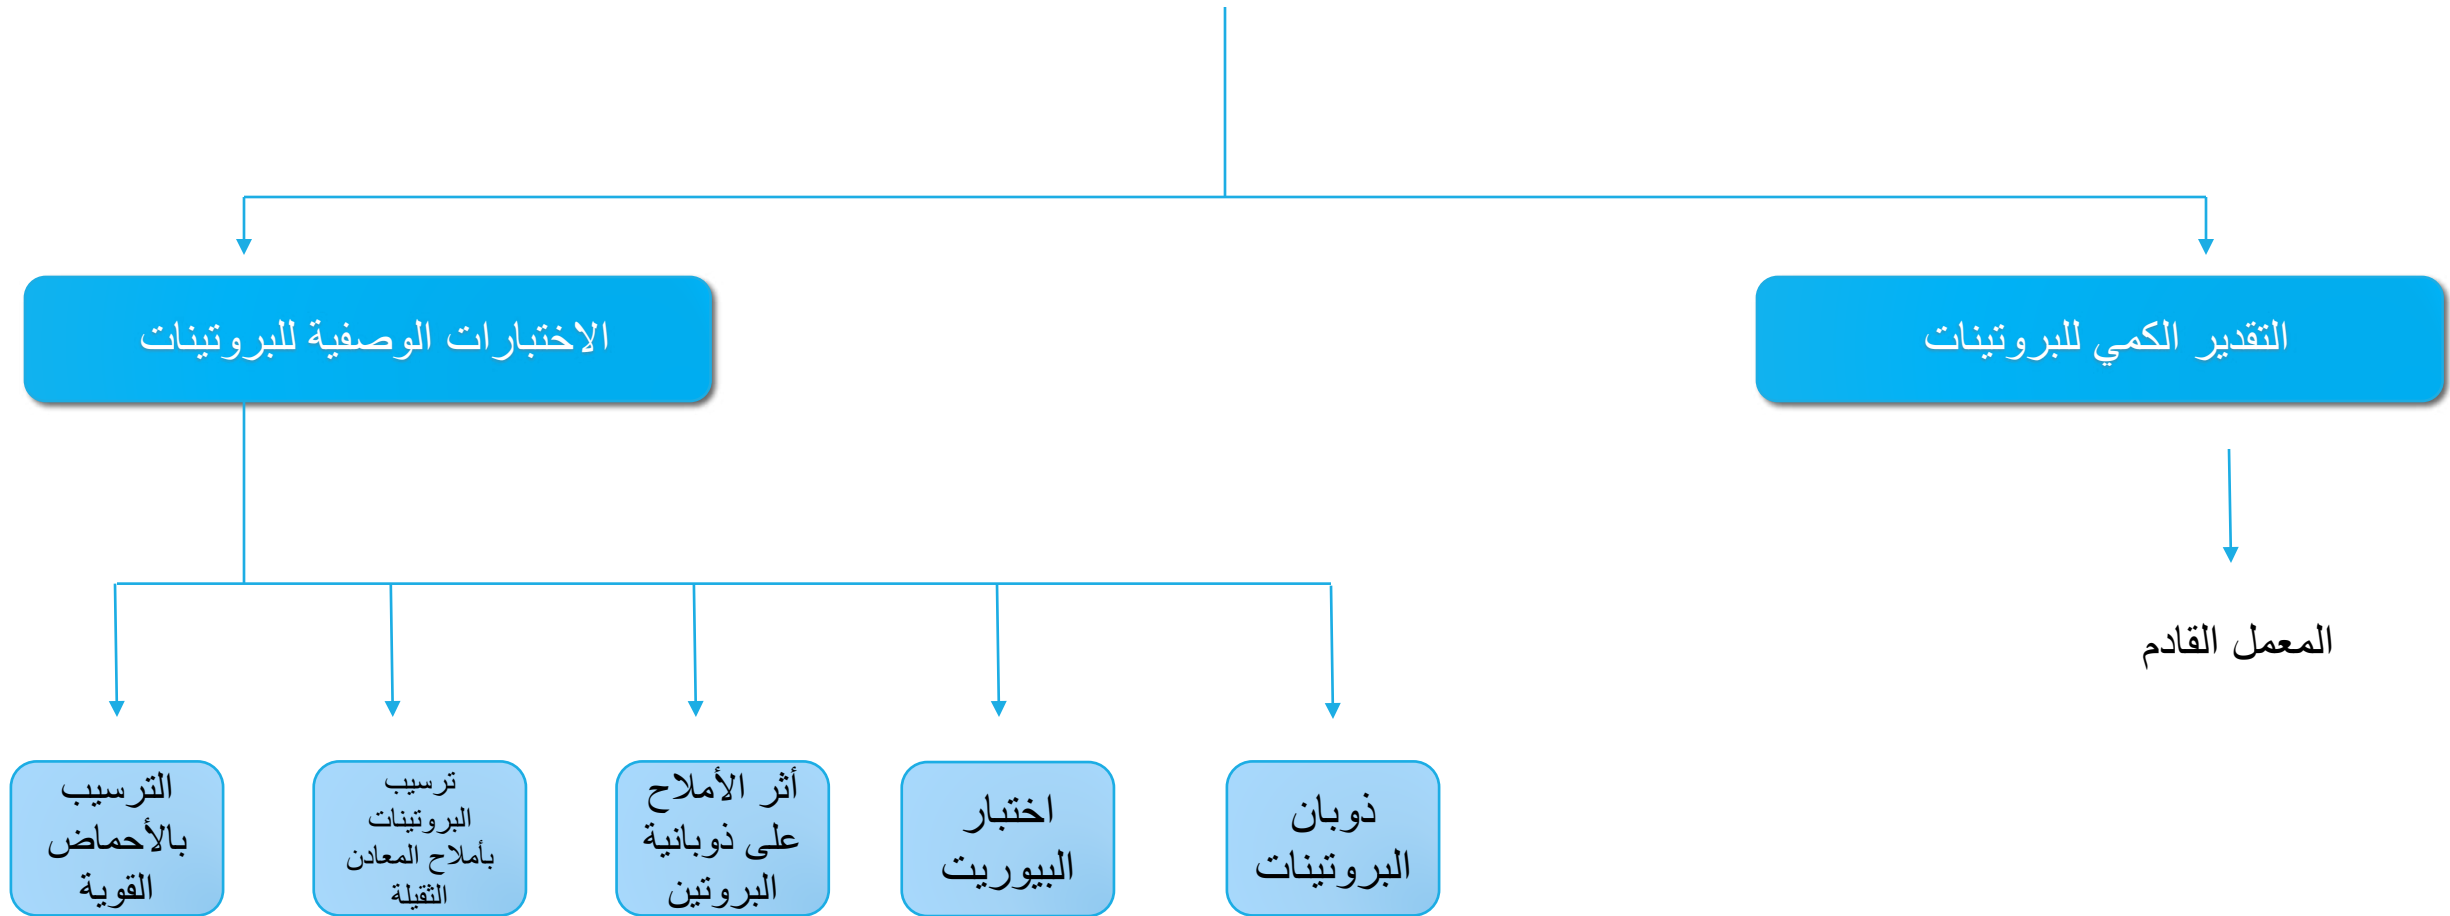 التقدير الكمي للبروتينات
الاختبارات الوصفية للبروتينات
المعمل القادم
ذوبان
البروتينات
اختبار
البيوريت
أثر الأملاح
على ذوبانية
البروتين
ترسيب
البروتينات
بأملاح المعادن
الثقيلة
الترسيب
بالأحماض
القوية